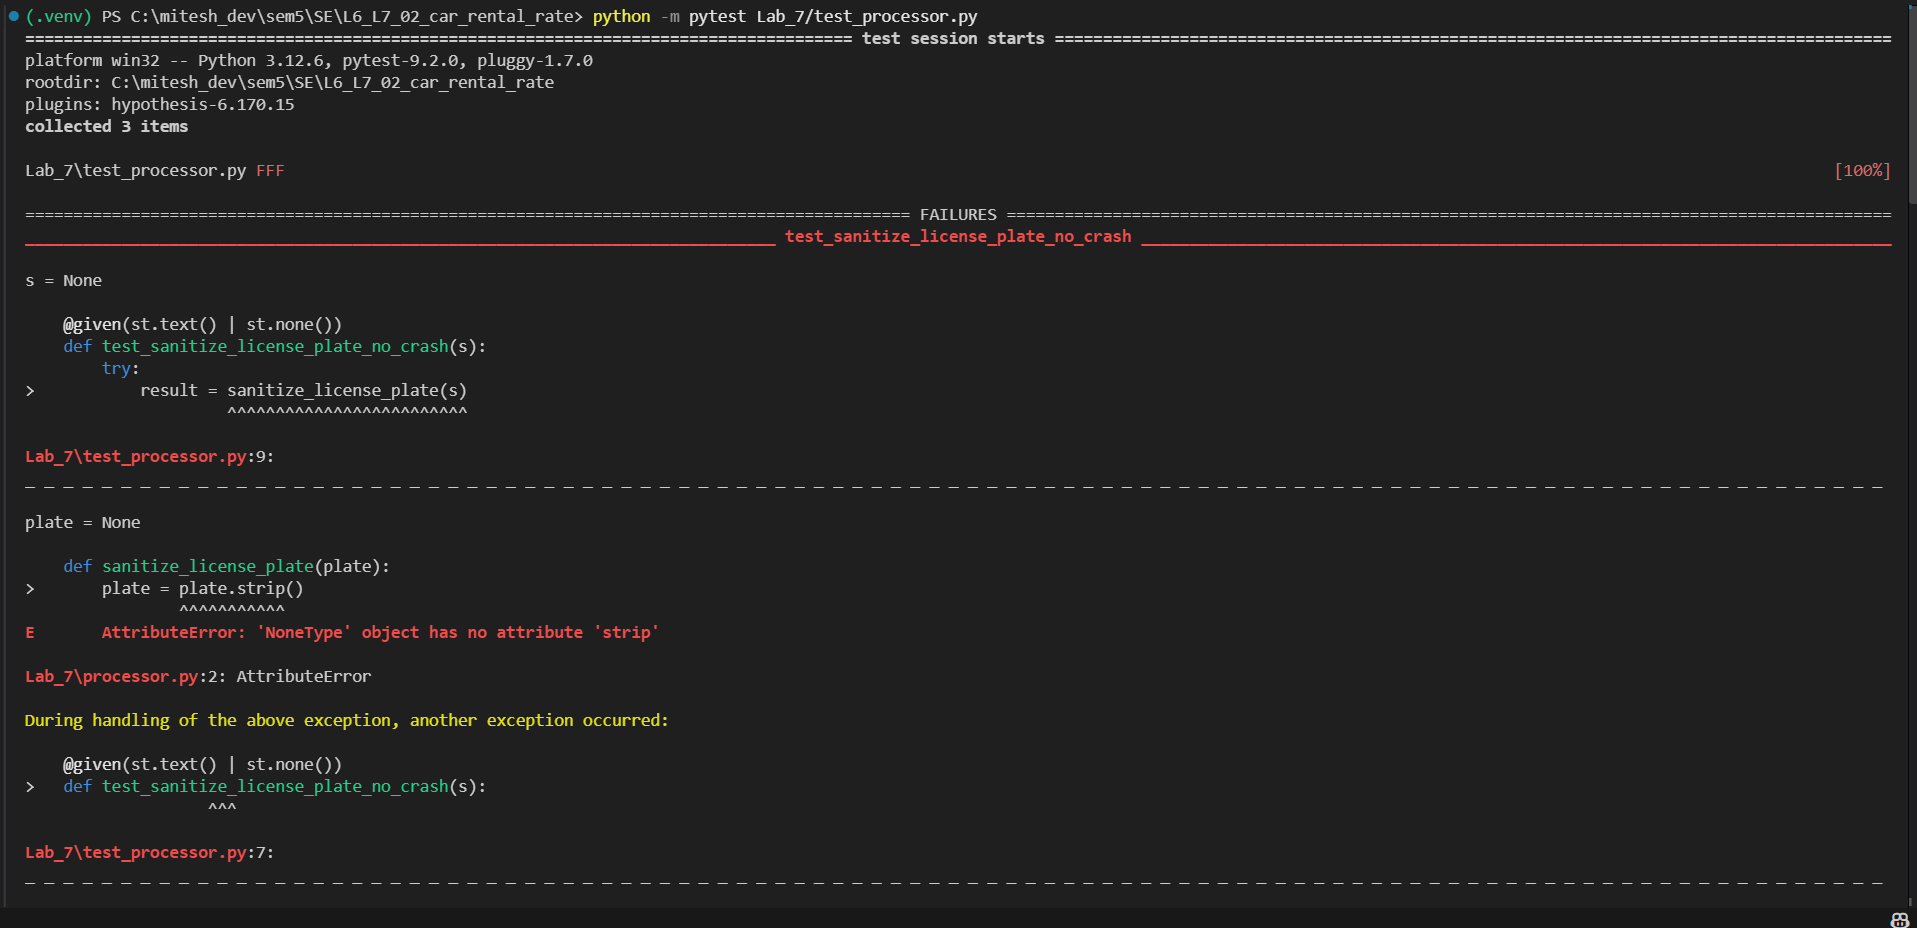 (.venv) PS C:\mitesh_dev\sem5\SE\L6_L7_02_car_rental_rate> python -m pytest Lab_7/test_processor.py
====================================================================================== test session starts =======================================================================================
platform win32 -- Python 3.12.6, pytest-9.2.0, pluggy-1.7.0
rootdir: C:\mitesh_dev\sem5\SE\L6_L7_02_car_rental_rate
plugins: hypothesis-6.170.15
collected 3 items
Lab_7\test_processor.py FFF [100%]
============================================================================================ FAILURES ============================================================================================
______________________________________________________________________________ test_sanitize_license_plate_no_crash ______________________________________________________________________________
s = None
    @given(st.text() | st.none())
    def test_sanitize_license_plate_no_crash(s):
        try:
>           result = sanitize_license_plate(s)
                     ^^^^^^^^^^^^^^^^^^^^^^^^^
Lab_7\test_processor.py:9:
_ _ _ _ _ _ _ _ _ _ _ _ _ _ _ _ _ _ _ _ _ _ _ _ _ _ _ _ _ _ _ _ _ _ _ _ _ _ _ _ _ _ _ _ _ _ _ _ _ _ _ _ _ _ _ _ _ _ _ _ _ _ _ _ _ _ _ _ _ _ _ _ _ _ _ _ _ _ _ _ _ _ _ _ _ _ _ _ _ _ _ _ _ _ _ _ _
plate = None
    def sanitize_license_plate(plate):
>       plate = plate.strip()
                ^^^^^^^^^^^
E       AttributeError: 'NoneType' object has no attribute 'strip'
Lab_7\processor.py:2: AttributeError
During handling of the above exception, another exception occurred:
    @given(st.text() | st.none())
>   def test_sanitize_license_plate_no_crash(s):
                   ^^^
Lab_7\test_processor.py:7:
_ _ _ _ _ _ _ _ _ _ _ _ _ _ _ _ _ _ _ _ _ _ _ _ _ _ _ _ _ _ _ _ _ _ _ _ _ _ _ _ _ _ _ _ _ _ _ _ _ _ _ _ _ _ _ _ _ _ _ _ _ _ _ _ _ _ _ _ _ _ _ _ _ _ _ _ _ _ _ _ _ _ _ _ _ _ _ _ _ _ _ _ _ _ _ _ _